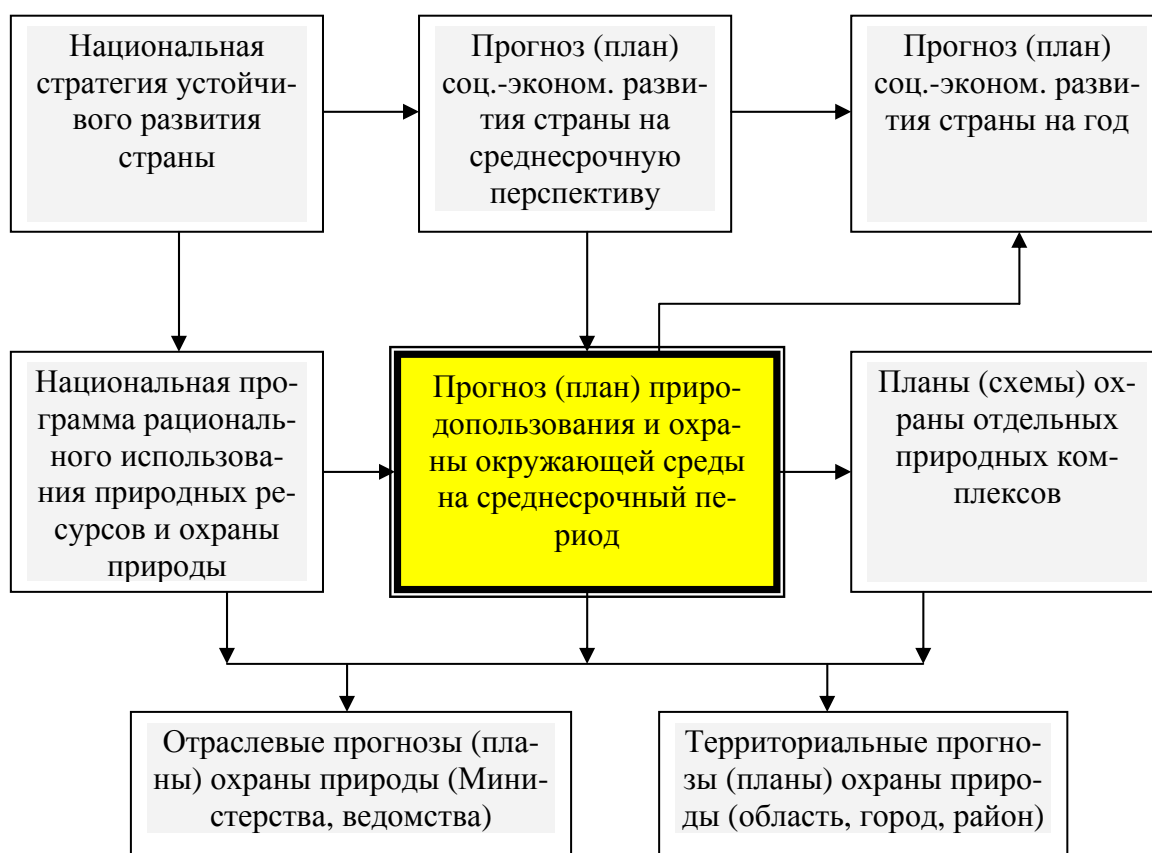 Национальная
стратегия устойчи-
вого развития
страны
Прогноз (план)
соц.-эконом. разви-
тия страны на
среднесрочную
перспективу
Прогноз (план)
соц.-эконом. разви-
тия страны на год
Национальная про-
грамма рациональ-
ного использова-
ния природных ре-
сурсов и охраны
природы
Прогноз (план) приро-
допользования и охра-
ны окружающей среды
на среднесрочный пе-
риод
Планы (схемы) ох-
раны отдельных
природных ком-
плексов
Отраслевые прогнозы (пла-
ны) охраны природы (Мини-
стерства, ведомства)
Территориальные прогно-
зы (планы) охраны приро-
ды (область, город, район)